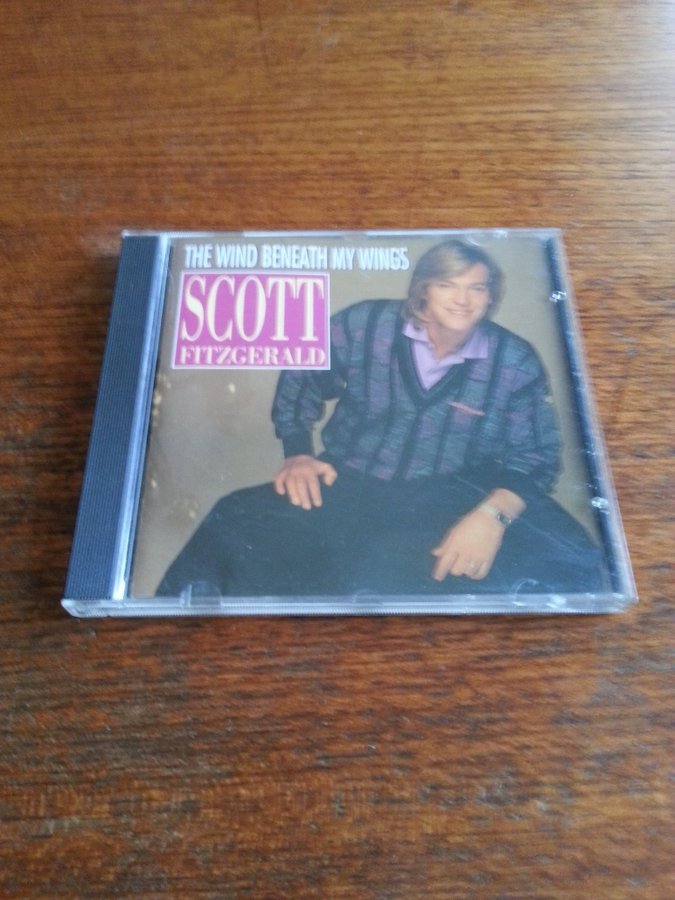 THE WIND BENEATH MY WINGS
SCOTT
FITZGERALD